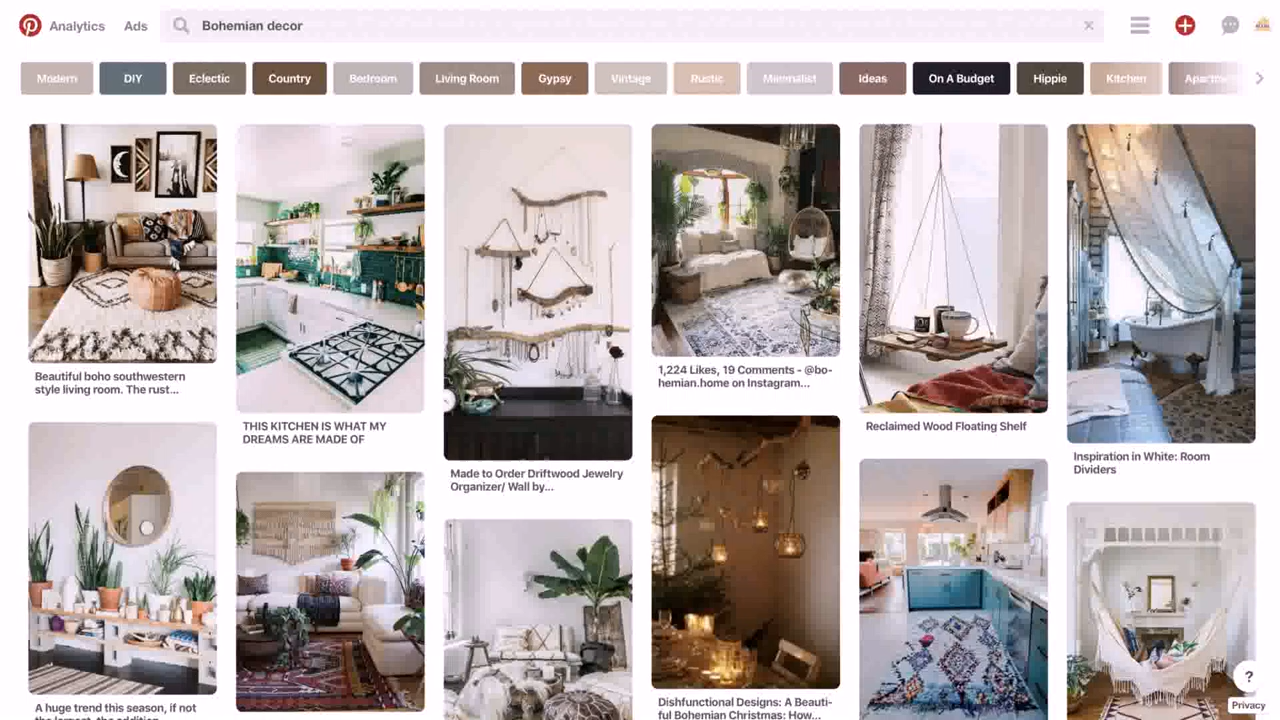 Analytics
Ads
Bohemian decor
Modern
DIY
Eclectic
Country
Bedroom
Living Room
Gypsy
Vintage
Rustic
Minimalist
Ideas
On A Budget
Hippie
Kitchen
Beautiful boho southwestern
style living room. The rust...
THIS KITCHEN IS WHAT MY
DREAMS ARE MADE OF
Made to Order Driftwood Jewelry
Organizer/ Wall by...
1,224 Likes, 19 Comments - @bo-
hemian.home on Instagram...
Reclaimed Wood Floating Shelf
Inspiration in White: Room
Dividers
A huge trend this season, if not
the largest, the addition
Dishfunctional Designs: A Beauti-
ful Bohemian Christmas: How...
?
Privacy